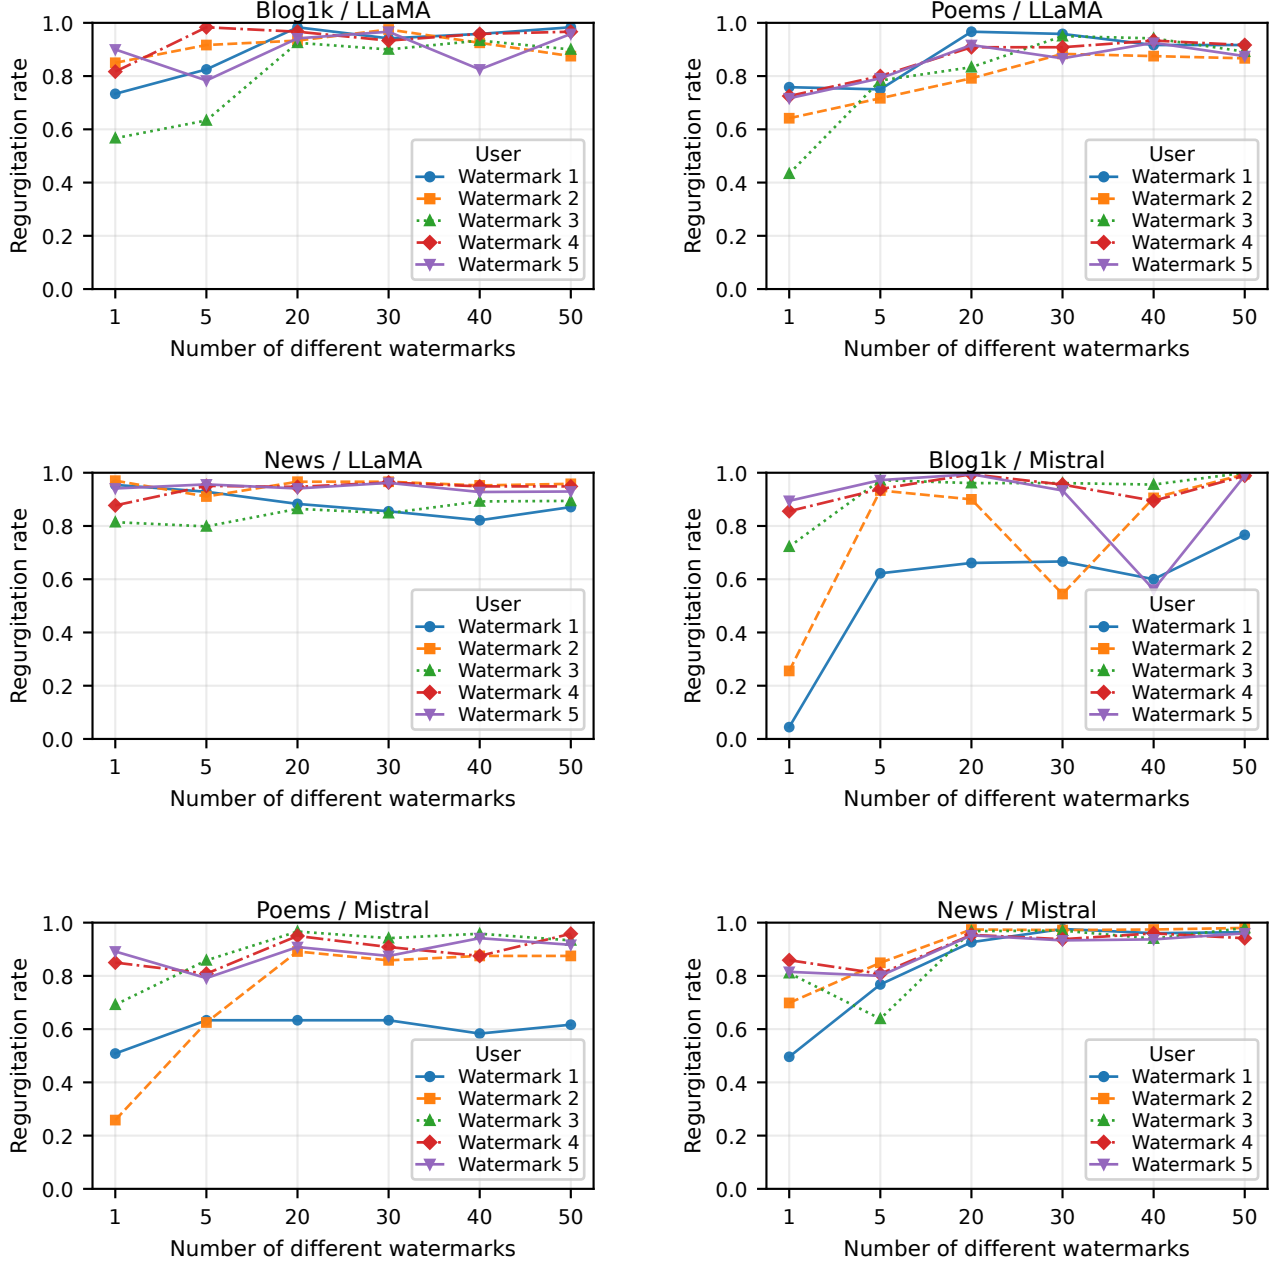 Blog1k / LLaMA
Regurgitation rate
1.0
0.8
0.6
0.4
0.2
0.0
User
Watermark 1
Watermark 2
Watermark 3
Watermark 4
Watermark 5
1 5 20 30 40 50
Number of different watermarks
Poems / LLaMA
Regurgitation rate
1.0
0.8
0.6
0.4
0.2
0.0
User
Watermark 1
Watermark 2
Watermark 3
Watermark 4
Watermark 5
1 5 20 30 40 50
Number of different watermarks
News / LLaMA
Regurgitation rate
1.0
0.8
0.6
0.4
0.2
0.0
User
Watermark 1
Watermark 2
Watermark 3
Watermark 4
Watermark 5
1 5 20 30 40 50
Number of different watermarks
Blog1k / Mistral
Regurgitation rate
1.0
0.8
0.6
0.4
0.2
0.0
User
Watermark 1
Watermark 2
Watermark 3
Watermark 4
Watermark 5
1 5 20 30 40 50
Number of different watermarks
Poems / Mistral
Regurgitation rate
1.0
0.8
0.6
0.4
0.2
0.0
User
Watermark 1
Watermark 2
Watermark 3
Watermark 4
Watermark 5
1 5 20 30 40 50
Number of different watermarks
News / Mistral
Regurgitation rate
1.0
0.8
0.6
0.4
0.2
0.0
User
Watermark 1
Watermark 2
Watermark 3
Watermark 4
Watermark 5
1 5 20 30 40 50
Number of different watermarks